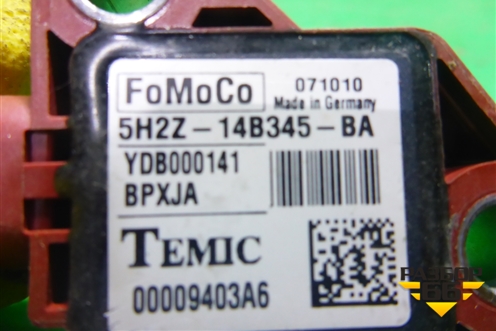 FoMoCo
071010
Made in Germany
5H2Z-14B345-BA
YDB000141
BPXJA
TEMIC
00009403A6